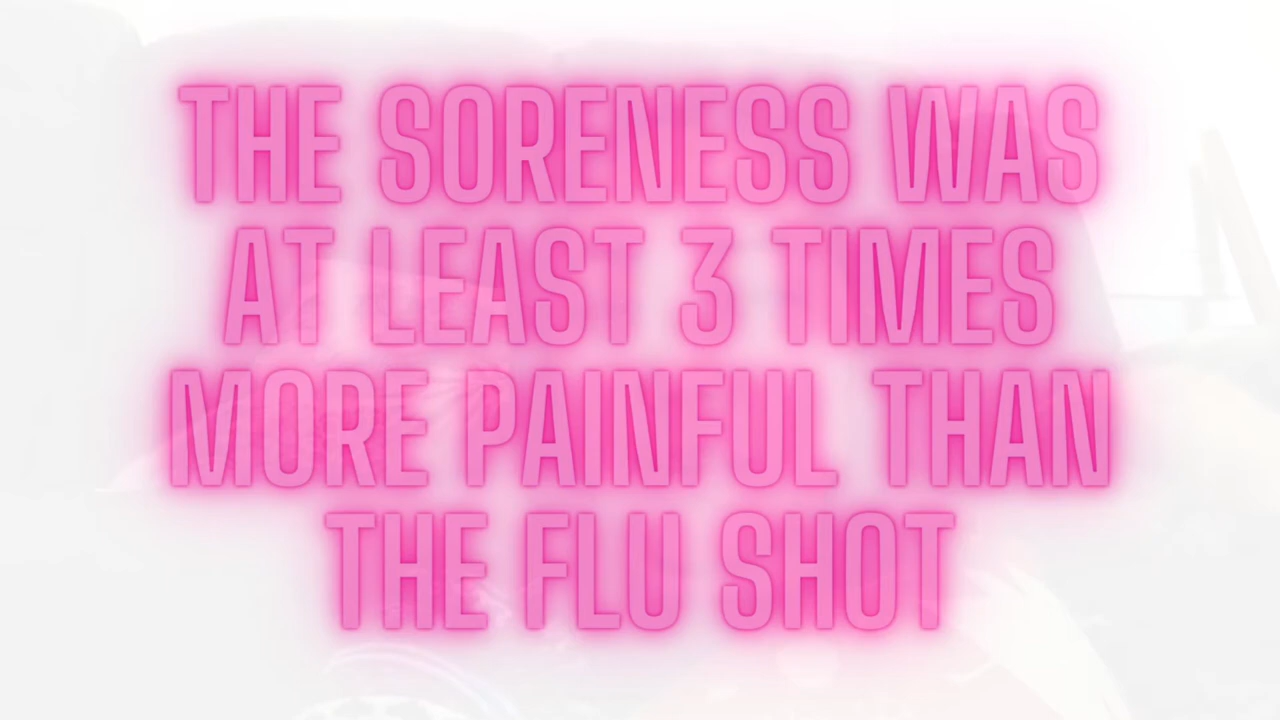 THE SORENESS WAS
AT LEAST 3 TIMES
MORE PAINFUL THAN
THE FLU SHOT